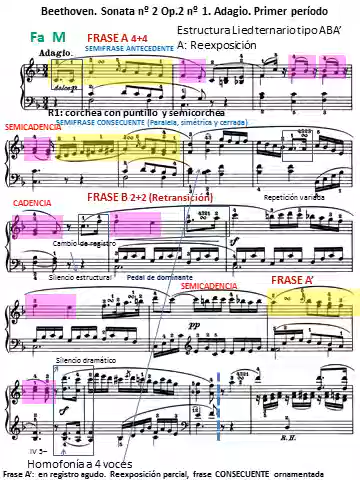 Beethoven. Sonata nº 2 Op.2 nº 1. Adagio. Primer período
Fa M FRASE A 4+4 Estructura Lied ternario tipo ABA’
SEMIFRASE ANTECEDENTE A: Reexposición
Adagio.
dolce
R1: corchea con puntillo y semicorchea
SEMICADENCIA SEMIFRASE CONSECUENTE (Paralela, simétrica y cerrada)
CADENCIA FRASE B 2+2 (Retransición) Repetición variada
Cambio de registro
Silencio estructural Pedal de dominante
SEMICADENCIA FRASE A’
pp
Silencio dramático
R.H.
IV 5–
Homofonía a 4 voces
Frase A’: en registro agudo. Reexposición parcial, frase CONSECUENTE ornamentada